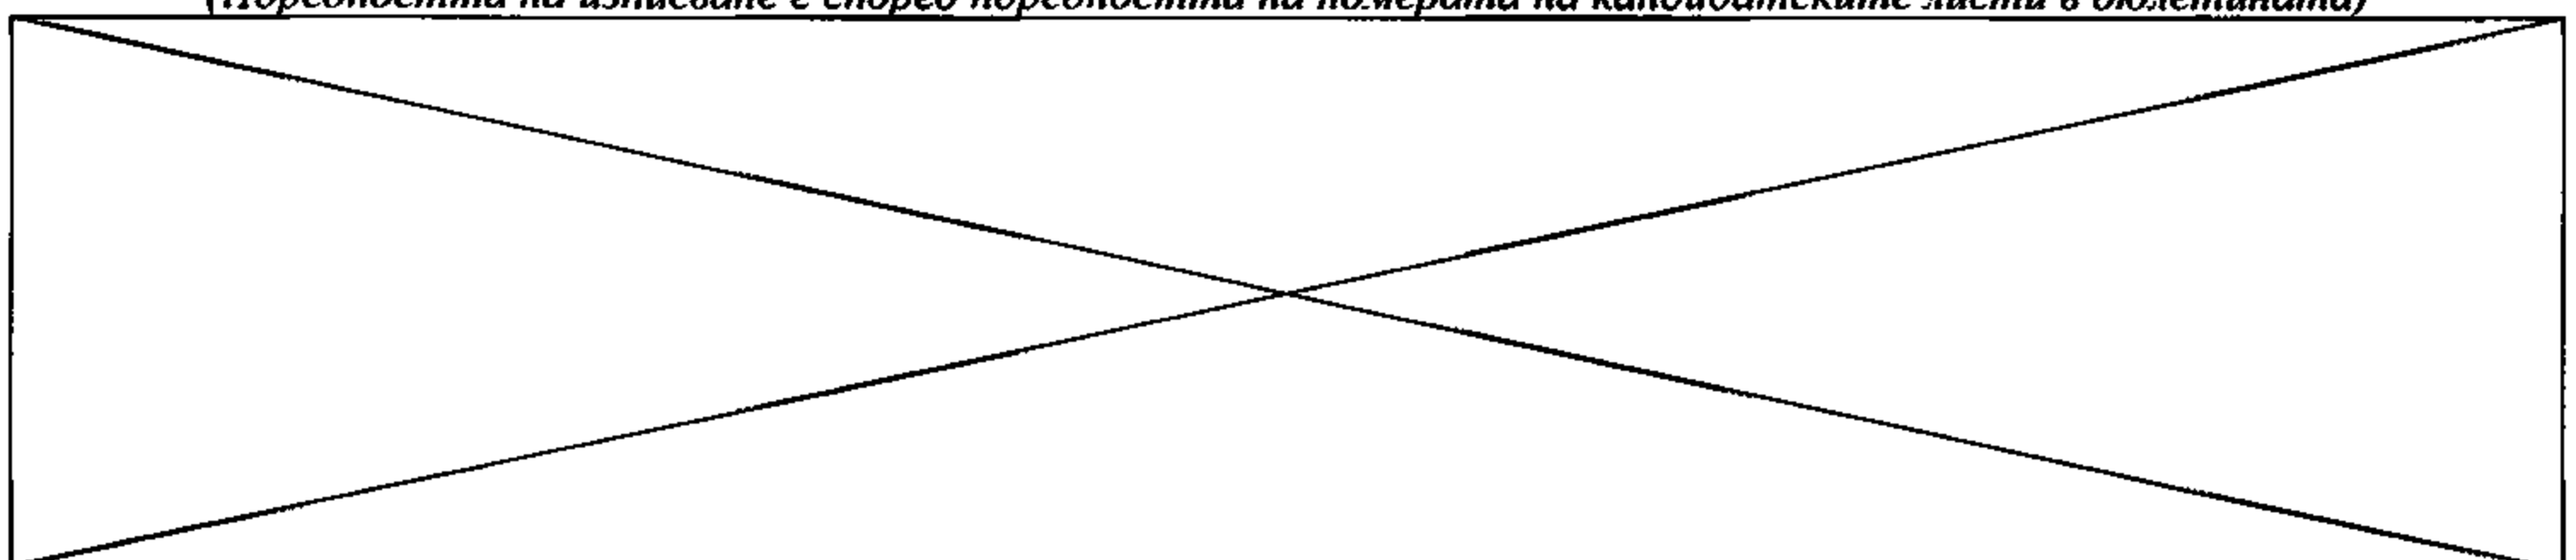 (Поредността на изписване е според поредността на номерата на кандидатските листи в бюлетината)